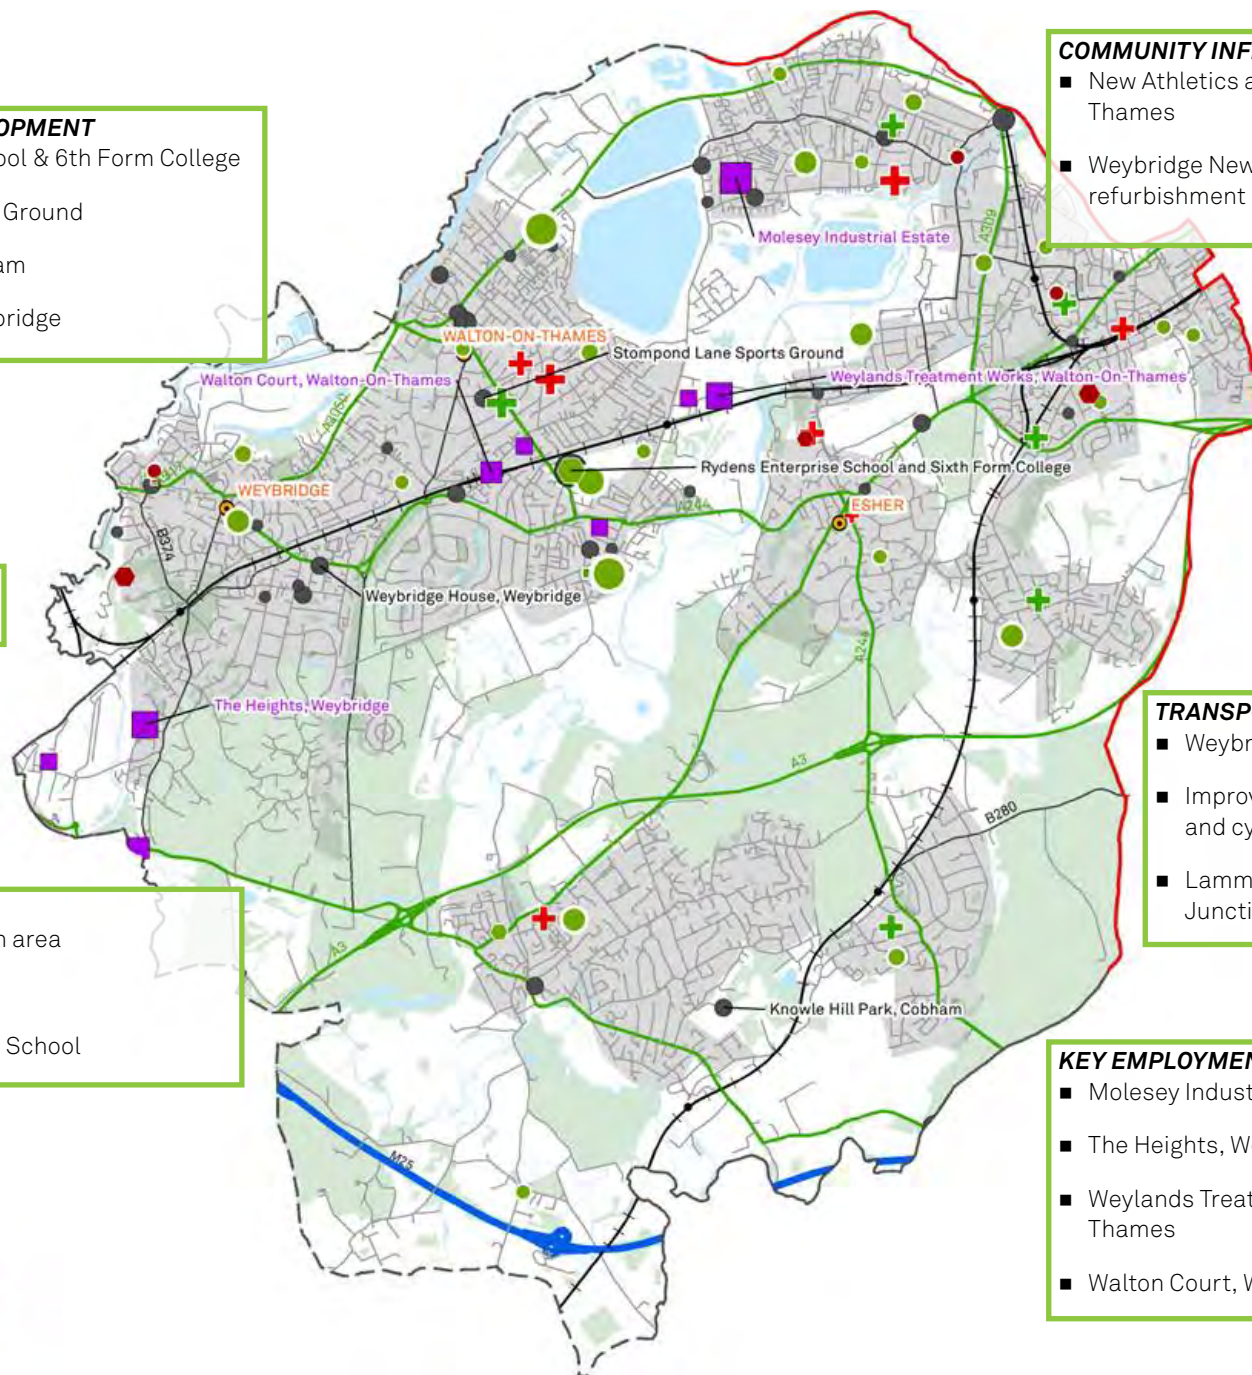 OPMENT
ool & 6th Form College
Ground
am
bridge
COMMUNITY INF
■ New Athletics a
Thames
■ Weybridge New
refurbishment
Molesey Industrial Estate
A309
WALTON-ON-THAMES
Stompond Lane Sports Ground
Walton Court, Walton-On-Thames
Weylands Treatment Works, Walton-On-Thames
Rydens Enterprise School and Sixth Form College
WEYBRIDGE
A244
ESHER
B374
Weybridge House, Weybridge
A244
The Heights, Weybridge
TRANSP
■ Weybr
■ Improv
and cy
■ Lamm
Juncti
A3
B280
n area
School
A3
Knowle Hill Park, Cobham
KEY EMPLOYMEN
■ Molesey Indust
■ The Heights, W
■ Weylands Treat
Thames
■ Walton Court, W
M25